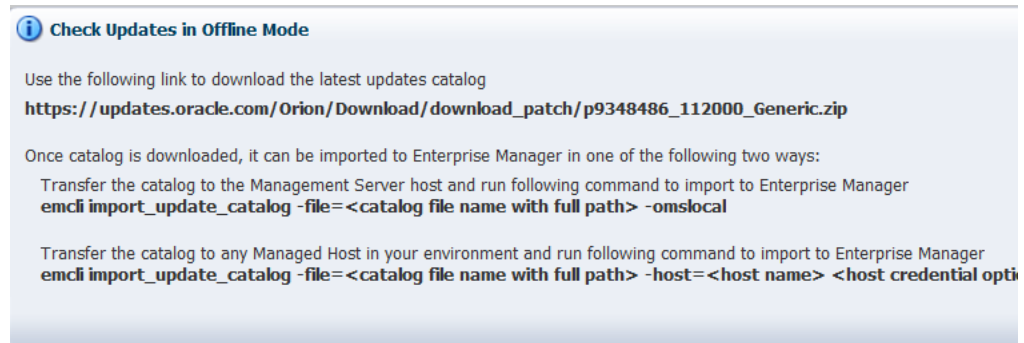 Check Updates in Offline Mode
Use the following link to download the latest updates catalog
https://updates.oracle.com/Orion/Download/download_patch/p9348486_112000_Generic.zip
Once catalog is downloaded, it can be imported to Enterprise Manager in one of the following two ways:
Transfer the catalog to the Management Server host and run following command to import to Enterprise Manager
emcli import_update_catalog -file=<catalog file name with full path> -omslocal
Transfer the catalog to any Managed Host in your environment and run following command to import to Enterprise Manager
emcli import_update_catalog -file=<catalog file name with full path> -host=<host name> <host credential